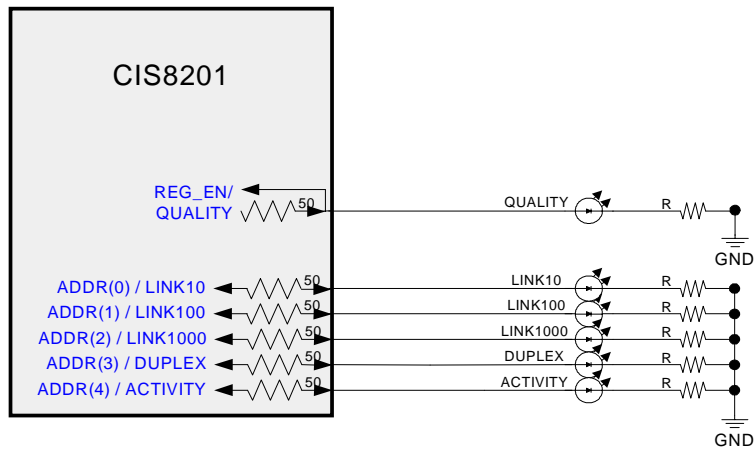 CIS8201
REG_EN/
QUALITY
50
QUALITY
R
GND
ADDR(0) / LINK10
50
LINK10
R
ADDR(1) / LINK100
50
LINK100
R
ADDR(2) / LINK1000
50
LINK1000
R
ADDR(3) / DUPLEX
50
DUPLEX
R
ADDR(4) / ACTIVITY
50
ACTIVITY
R
GND